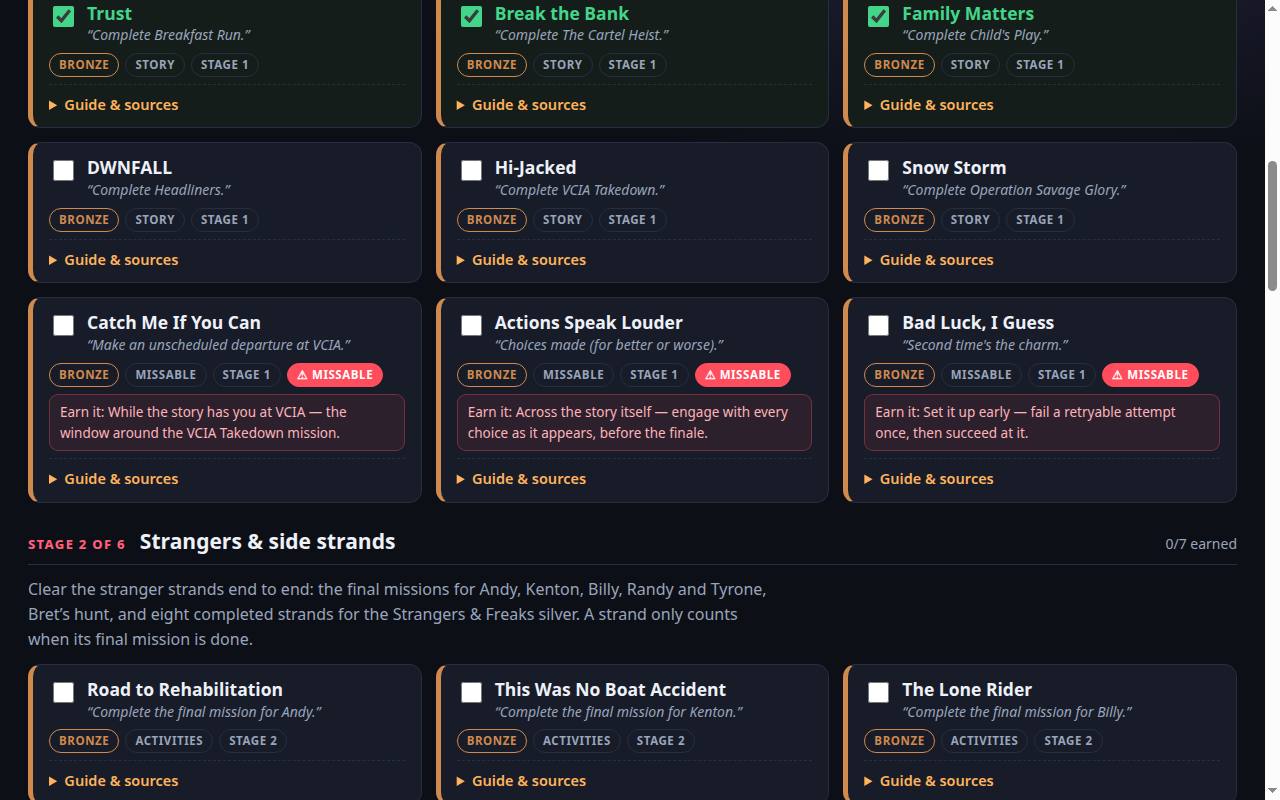 Trust
“Complete Breakfast Run.”
BRONZE STORY STAGE 1
▶ Guide & sources
Break the Bank
“Complete The Cartel Heist.”
BRONZE STORY STAGE 1
▶ Guide & sources
Family Matters
“Complete Child's Play.”
BRONZE STORY STAGE 1
▶ Guide & sources
DWNFALL
“Complete Headliners.”
BRONZE STORY STAGE 1
▶ Guide & sources
Hi-Jacked
“Complete VCIA Takedown.”
BRONZE STORY STAGE 1
▶ Guide & sources
Snow Storm
“Complete Operation Savage Glory.”
BRONZE STORY STAGE 1
▶ Guide & sources
Catch Me If You Can
“Make an unscheduled departure at VCIA.”
BRONZE MISSABLE STAGE 1 ⚠ MISSABLE
Earn it: While the story has you at VCIA — the
window around the VCIA Takedown mission.
▶ Guide & sources
Actions Speak Louder
“Choices made (for better or worse).”
BRONZE MISSABLE STAGE 1 ⚠ MISSABLE
Earn it: Across the story itself — engage with every
choice as it appears, before the finale.
▶ Guide & sources
Bad Luck, I Guess
“Second time's the charm.”
BRONZE MISSABLE STAGE 1 ⚠ MISSABLE
Earn it: Set it up early — fail a retryable attempt
once, then succeed at it.
▶ Guide & sources
STAGE 2 OF 6 Strangers & side strands 0/7 earned
Clear the stranger strands end to end: the final missions for Andy, Kenton, Billy, Randy and Tyrone,
Bret’s hunt, and eight completed strands for the Strangers & Freaks silver. A strand only counts
when its final mission is done.
Road to Rehabilitation
“Complete the final mission for Andy.”
BRONZE ACTIVITIES STAGE 2
▶ Guide & sources
This Was No Boat Accident
“Complete the final mission for Kenton.”
BRONZE ACTIVITIES STAGE 2
▶ Guide & sources
The Lone Rider
“Complete the final mission for Billy.”
BRONZE ACTIVITIES STAGE 2
▶ Guide & sources